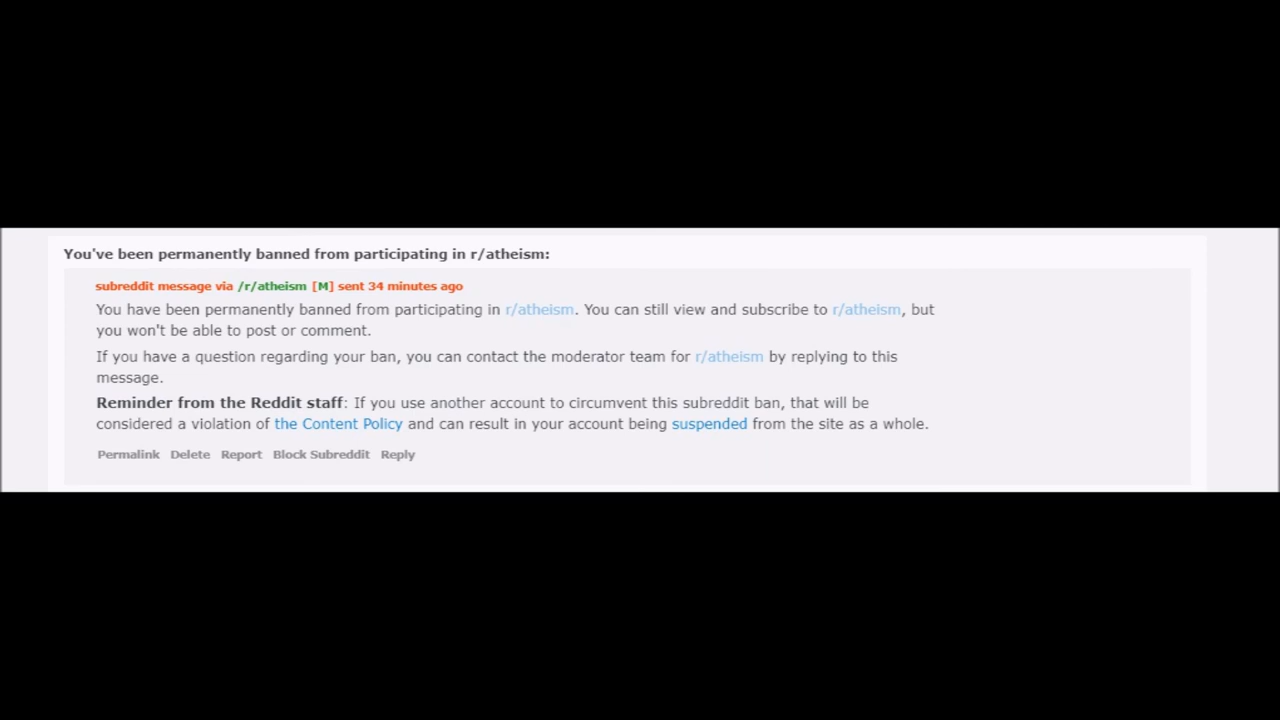 You've been permanently banned from participating in r/atheism:
subreddit message via /r/atheism [M] sent 34 minutes ago
You have been permanently banned from participating in r/atheism. You can still view and subscribe to r/atheism, but
you won't be able to post or comment.
If you have a question regarding your ban, you can contact the moderator team for r/atheism by replying to this
message.
Reminder from the Reddit staff: If you use another account to circumvent this subreddit ban, that will be
considered a violation of the Content Policy and can result in your account being suspended from the site as a whole.
Permalink Delete Report Block Subreddit Reply